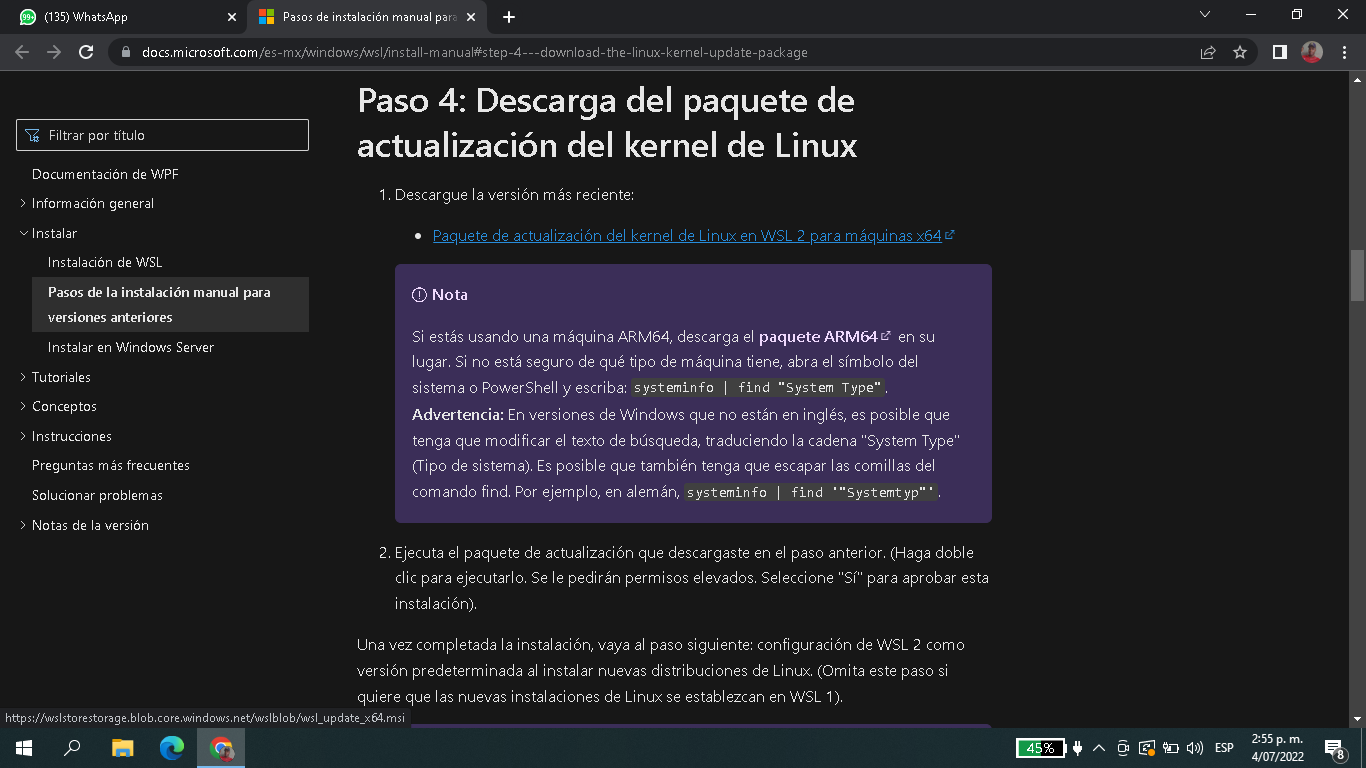 99+ (135) WhatsApp
Pasos de instalación manual para
docs.microsoft.com/es-mx/windows/wsl/install-manual#step-4---download-the-linux-kernel-update-package
Filtrar por título
Documentación de WPF
Información general
Instalar
Instalación de WSL
Pasos de la instalación manual para
versiones anteriores
Instalar en Windows Server
Tutoriales
Conceptos
Instrucciones
Preguntas más frecuentes
Solucionar problemas
Notas de la versión
Paso 4: Descarga del paquete de
actualización del kernel de Linux
1. Descargue la versión más reciente:
• Paquete de actualización del kernel de Linux en WSL 2 para máquinas x64
Nota
Si estás usando una máquina ARM64, descarga el paquete ARM64 en su
lugar. Si no está seguro de qué tipo de máquina tiene, abra el símbolo del
sistema o PowerShell y escriba: systeminfo | find "System Type".
Advertencia: En versiones de Windows que no están en inglés, es posible que
tenga que modificar el texto de búsqueda, traduciendo la cadena "System Type"
(Tipo de sistema). Es posible que también tenga que escapar las comillas del
comando find. Por ejemplo, en alemán, systeminfo | find '"Systemtyp"'.
2. Ejecuta el paquete de actualización que descargaste en el paso anterior. (Haga doble
clic para ejecutarlo. Se le pedirán permisos elevados. Seleccione "Sí" para aprobar esta
instalación).
Una vez completada la instalación, vaya al paso siguiente: configuración de WSL 2 como
versión predeterminada al instalar nuevas distribuciones de Linux. (Omita este paso si
quiere que las nuevas instalaciones de Linux se establezcan en WSL 1).
https://wslstorestorage.blob.core.windows.net/wslblob/wsl_update_x64.msi
45%
ESP
2:55 p. m.
4/07/2022
8